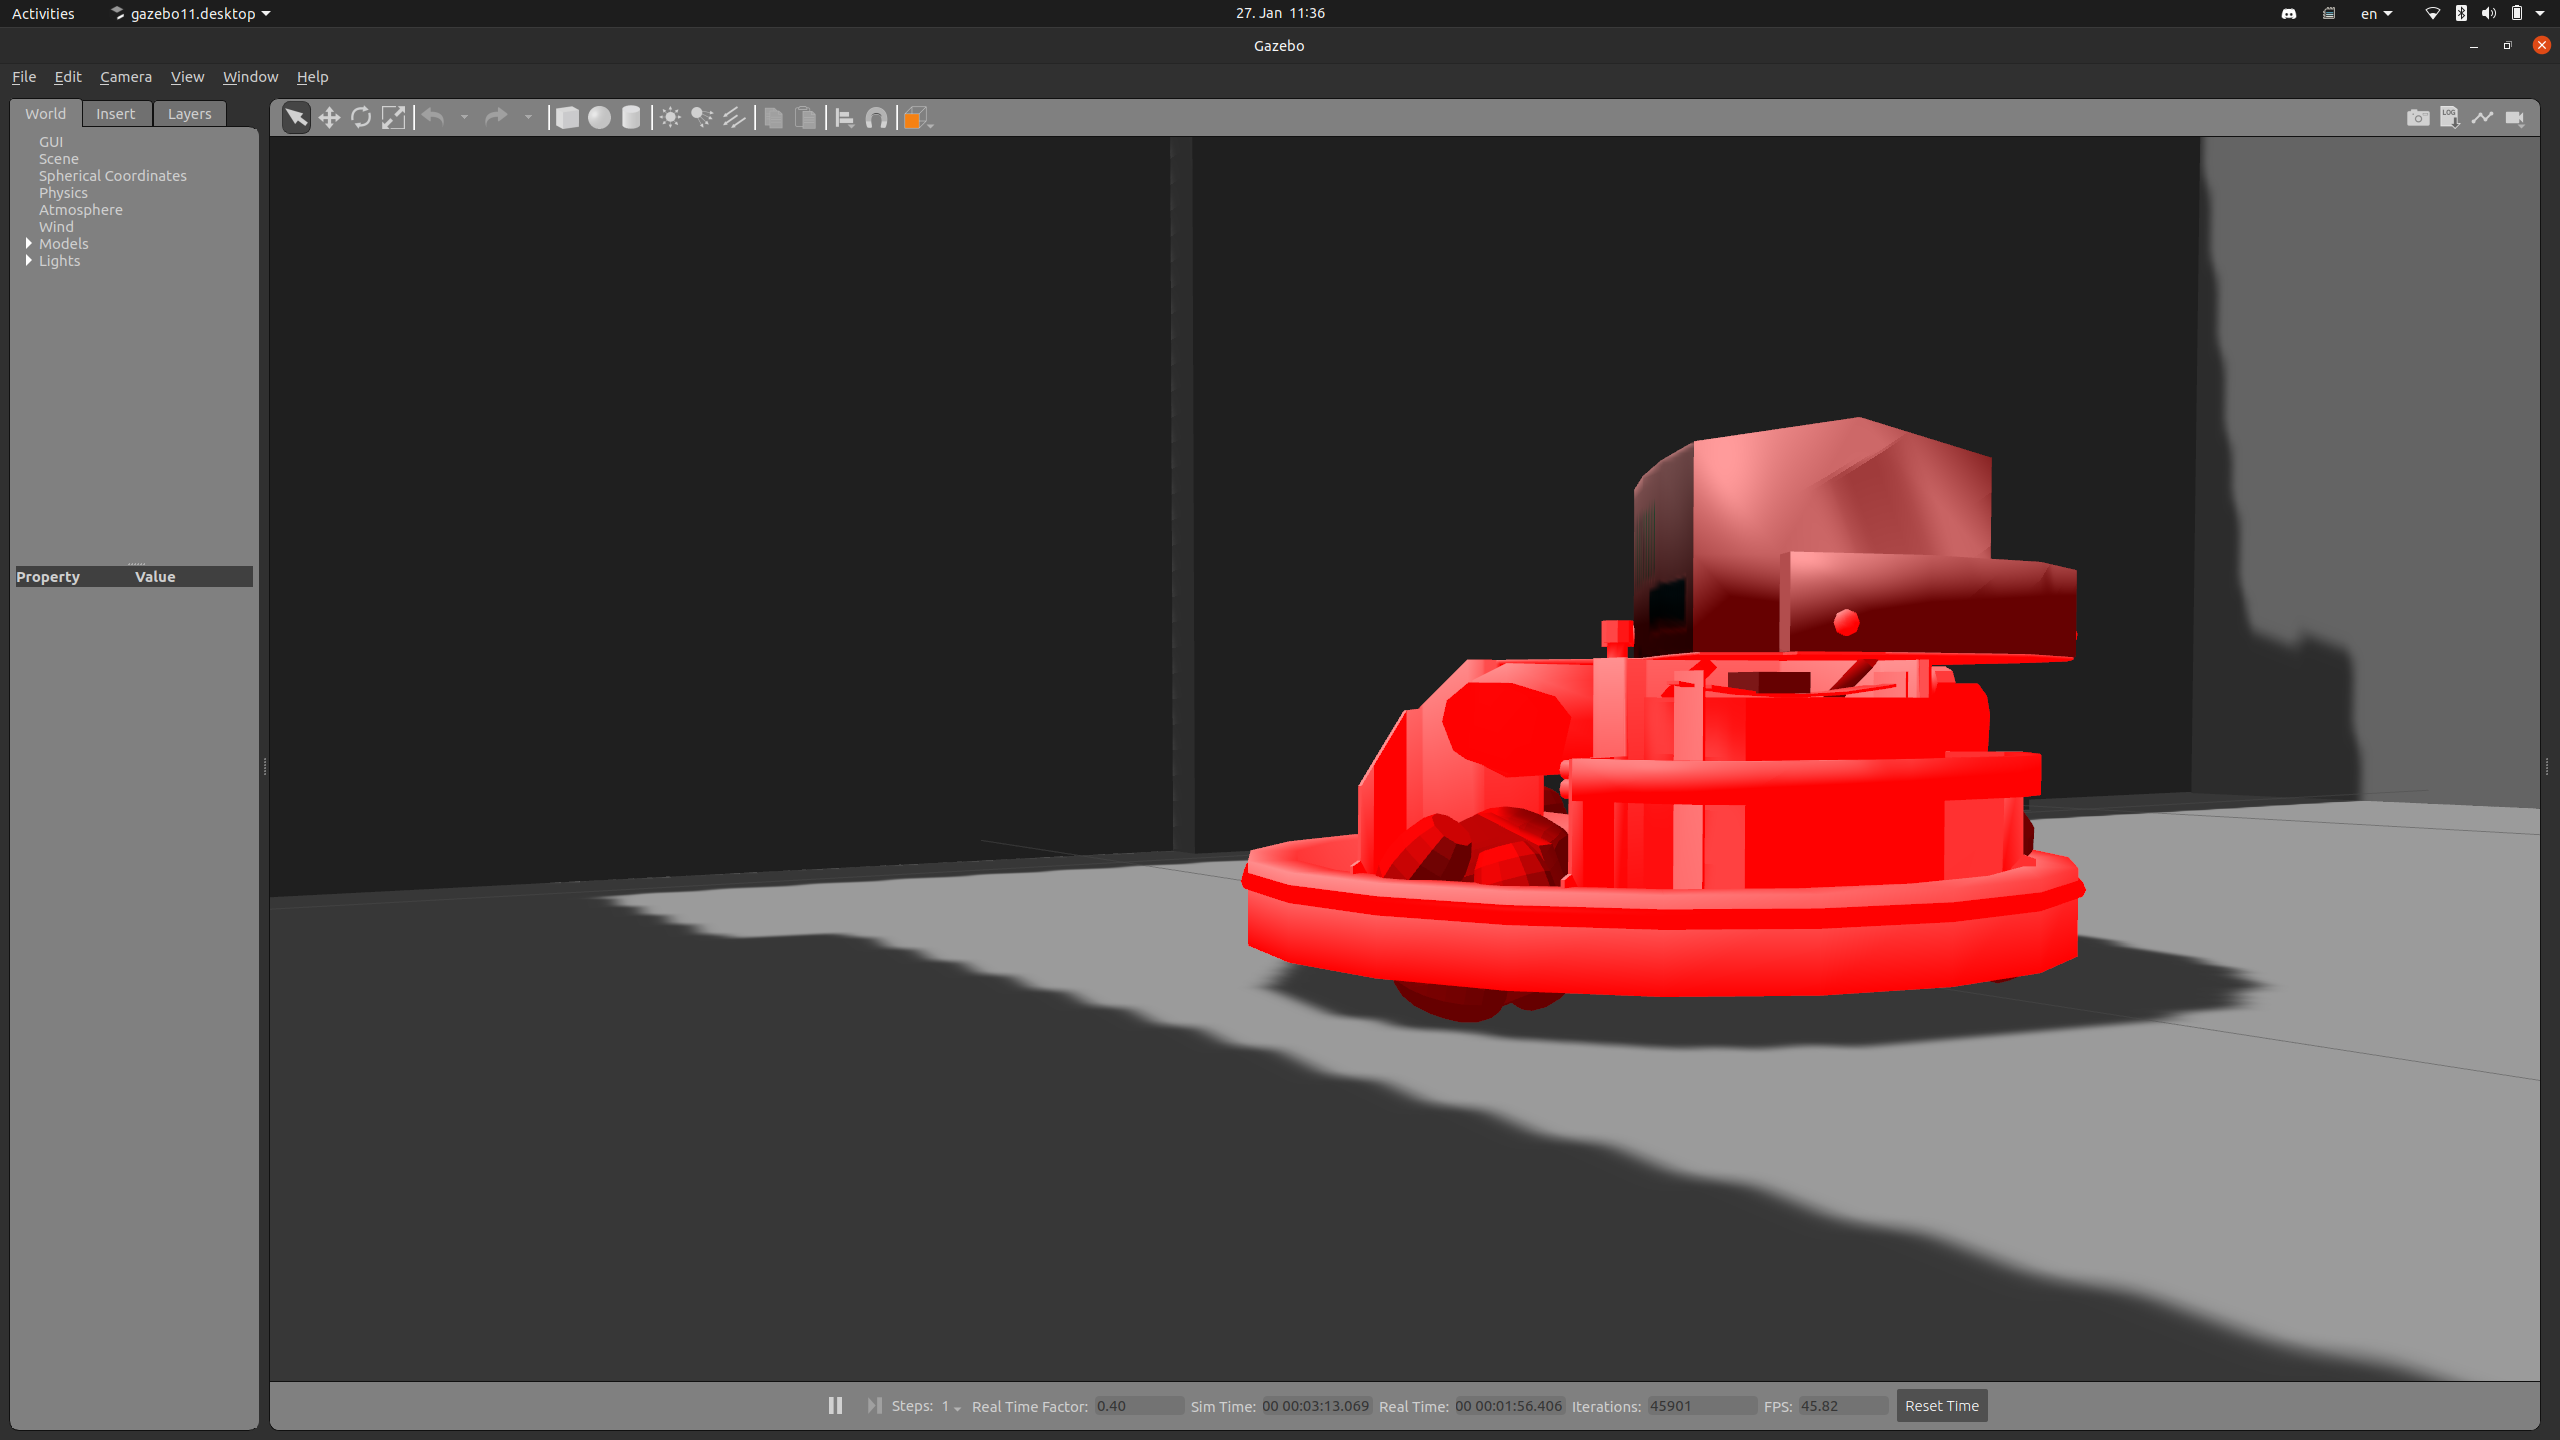 Activities gazebo11.desktop 27. Jan 11:36 en
Gazebo
File Edit Camera View Window Help
World Insert Layers
GUI
Scene
Spherical Coordinates
Physics
Atmosphere
Wind
Models
Lights
Property Value
LOG
Steps: 1 Real Time Factor: 0.40 Sim Time: 00 00:03:13.069 Real Time: 00 00:01:56.406 Iterations: 45901 FPS: 45.82 Reset Time